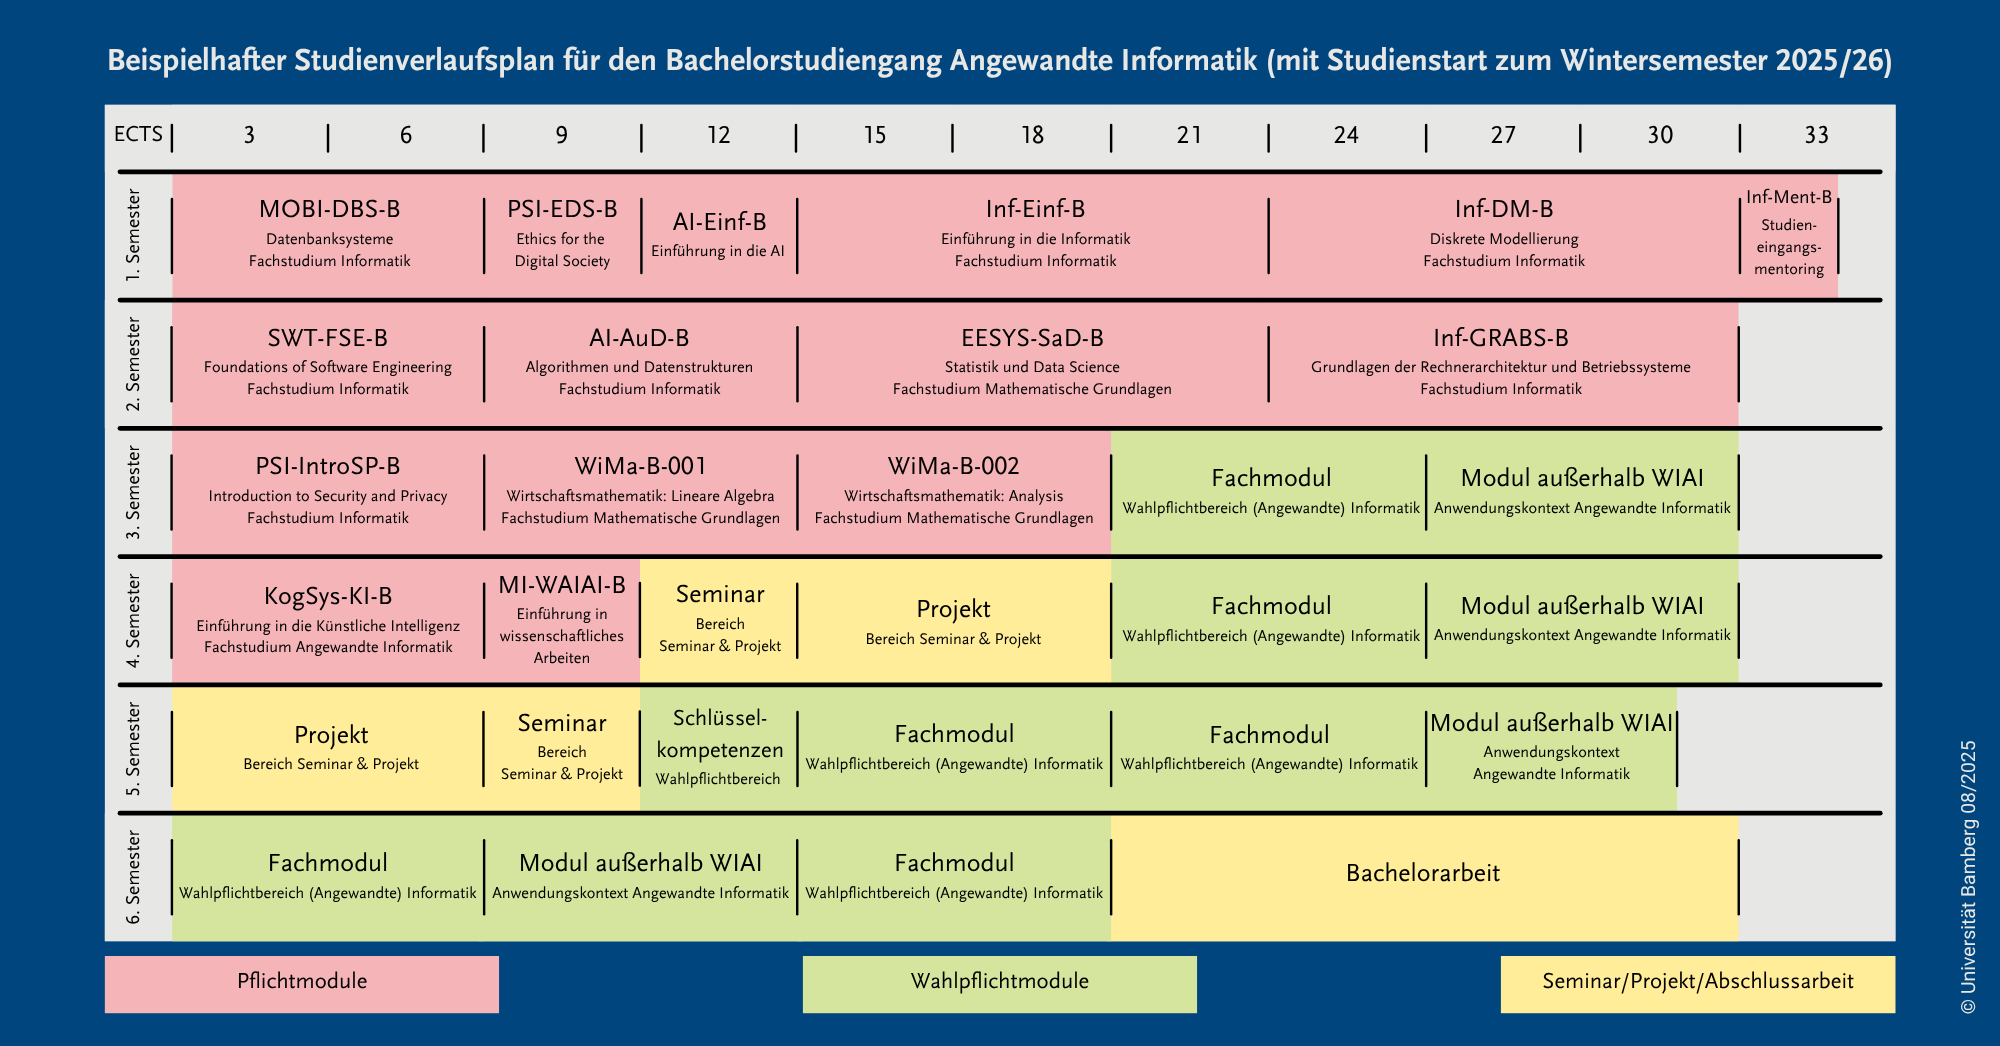 Beispielhafter Studienverlaufsplan für den Bachelorstudiengang Angewandte Informatik (mit Studienstart zum Wintersemester 2025/26)
ECTS 3 6 9 12 15 18 21 24 27 30 33
1. Semester
MOBI-DBS-B
Datenbanksysteme
Fachstudium Informatik
PSI-EDS-B
Ethics for the
Digital Society
AI-Einf-B
Einführung in die AI
Inf-Einf-B
Einführung in die Informatik
Fachstudium Informatik
Inf-DM-B
Diskrete Modellierung
Fachstudium Informatik
Inf-Ment-B
Studien-
eingangs-
mentoring
2. Semester
SWT-FSE-B
Foundations of Software Engineering
Fachstudium Informatik
AI-AuD-B
Algorithmen und Datenstrukturen
Fachstudium Informatik
EESYS-SaD-B
Statistik und Data Science
Fachstudium Mathematische Grundlagen
Inf-GRABS-B
Grundlagen der Rechnerarchitektur und Betriebssysteme
Fachstudium Informatik
3. Semester
PSI-IntroSP-B
Introduction to Security and Privacy
Fachstudium Informatik
WiMa-B-001
Wirtschaftsmathematik: Lineare Algebra
Fachstudium Mathematische Grundlagen
WiMa-B-002
Wirtschaftsmathematik: Analysis
Fachstudium Mathematische Grundlagen
Fachmodul
Wahlpflichtbereich (Angewandte) Informatik
Modul außerhalb WIAI
Anwendungskontext Angewandte Informatik
4. Semester
KogSys-KI-B
Einführung in die Künstliche Intelligenz
Fachstudium Angewandte Informatik
MI-WAIAI-B
Einführung in
wissenschaftliches
Arbeiten
Seminar
Bereich
Seminar & Projekt
Projekt
Bereich Seminar & Projekt
Fachmodul
Wahlpflichtbereich (Angewandte) Informatik
Modul außerhalb WIAI
Anwendungskontext Angewandte Informatik
5. Semester
Projekt
Bereich Seminar & Projekt
Seminar
Bereich
Seminar & Projekt
Schlüssel-
kompetenzen
Wahlpflichtbereich
Fachmodul
Wahlpflichtbereich (Angewandte) Informatik
Fachmodul
Wahlpflichtbereich (Angewandte) Informatik
Modul außerhalb WIAI
Anwendungskontext
Angewandte Informatik
6. Semester
Fachmodul
Wahlpflichtbereich (Angewandte) Informatik
Modul außerhalb WIAI
Anwendungskontext Angewandte Informatik
Fachmodul
Wahlpflichtbereich (Angewandte) Informatik
Bachelorarbeit
Pflichtmodule
Wahlpflichtmodule
Seminar/Projekt/Abschlussarbeit
© Universität Bamberg 08/2025